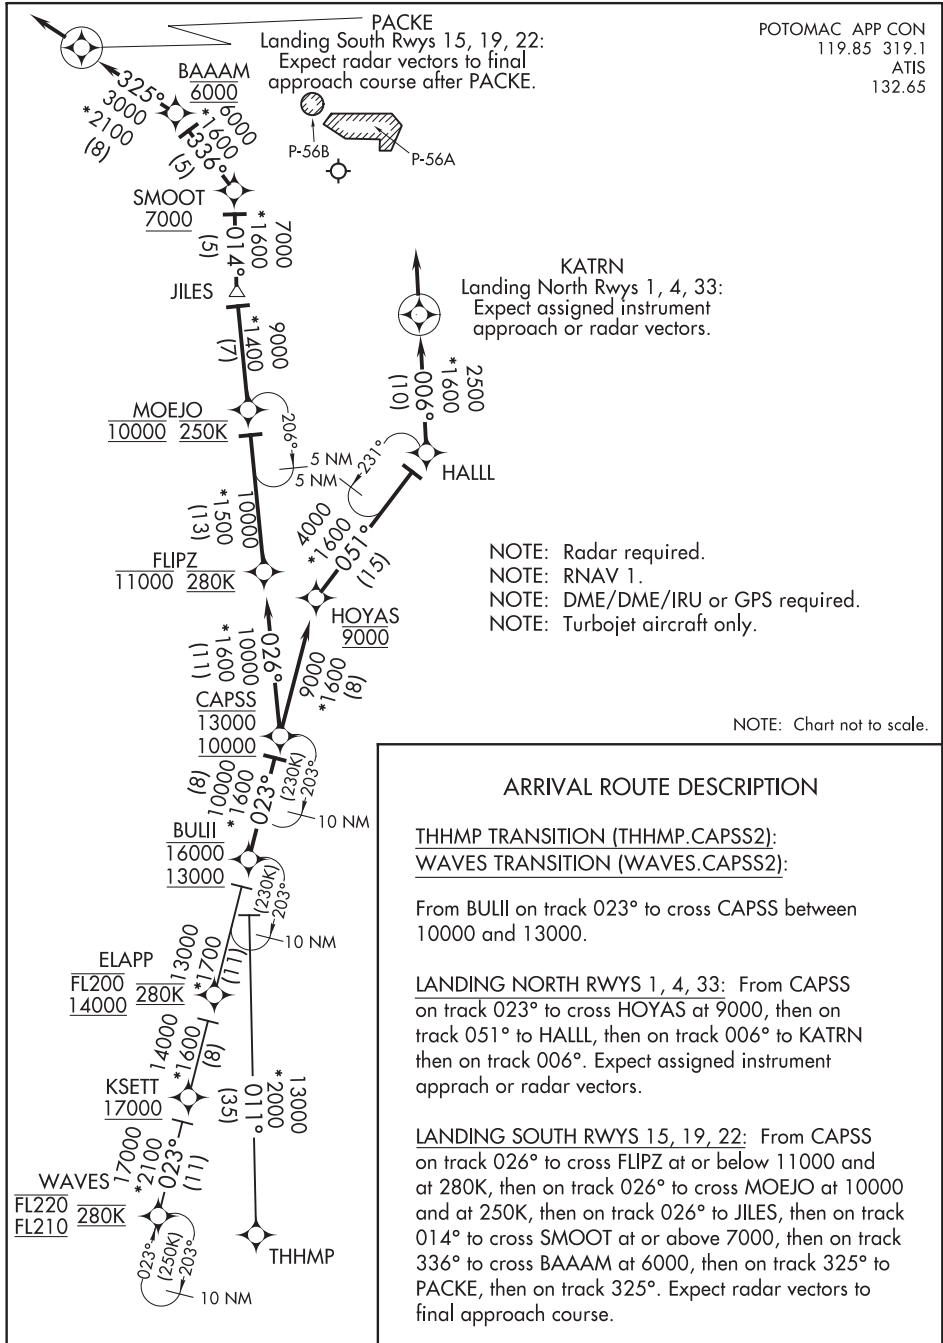 PACKE
Landing South Rwys 15, 19, 22:
Expect radar vectors to final
approach course after PACKE.
POTOMAC APP CON
119.85 319.1
ATIS
132.65
BAAAM
6000
325°
3000
*2100
(8)
6000
*1600
336°
(5)
P-56B
P-56A
SMOOT
7000
7000
*1600
014°
(5)
JILES
KATRN
Landing North Rwys 1, 4, 33:
Expect assigned instrument
approach or radar vectors.
9000
*1400
(7)
2500
*1600
006°
(10)
MOEJO
10000 250K
206°
5 NM
5 NM
231°
HALLL
10000
*1500
(13)
4000
*1600
051°
(15)
FLIPZ
11000 280K
HOYAS
9000
NOTE: Radar required.
NOTE: RNAV 1.
NOTE: DME/DME/IRU or GPS required.
NOTE: Turbojet aircraft only.
026°
10000
*1600
(11)
9000
*1600
(8)
CAPSS
13000
10000
NOTE: Chart not to scale.
(230K)
203°
10 NM
023°
*1600
10000
(8)
BULII
16000
13000
(230K)
203°
10 NM
13000
*1700
(11)
ELAPP
FL200
14000
280K
14000
*1600
(8)
KSETT
17000
13000
*2000
011°
(35)
17000
*2100
023°
(11)
WAVES
FL220
FL210
280K
023°
(250K)
203°
10 NM
THHMP
ARRIVAL ROUTE DESCRIPTION
THHMP TRANSITION (THHMP.CAPSS2):
WAVES TRANSITION (WAVES.CAPSS2):
From BULII on track 023° to cross CAPSS between
10000 and 13000.
LANDING NORTH RWYS 1, 4, 33: From CAPSS
on track 023° to cross HOYAS at 9000, then on
track 051° to HALLL, then on track 006° to KATRN
then on track 006°. Expect assigned instrument
apprach or radar vectors.
LANDING SOUTH RWYS 15, 19, 22: From CAPSS
on track 026° to cross FLIPZ at or below 11000 and
at 280K, then on track 026° to cross MOEJO at 10000
and at 250K, then on track 026° to JILES, then on track
014° to cross SMOOT at or above 7000, then on track
336° to cross BAAAM at 6000, then on track 325° to
PACKE, then on track 325°. Expect radar vectors to
final approach course.